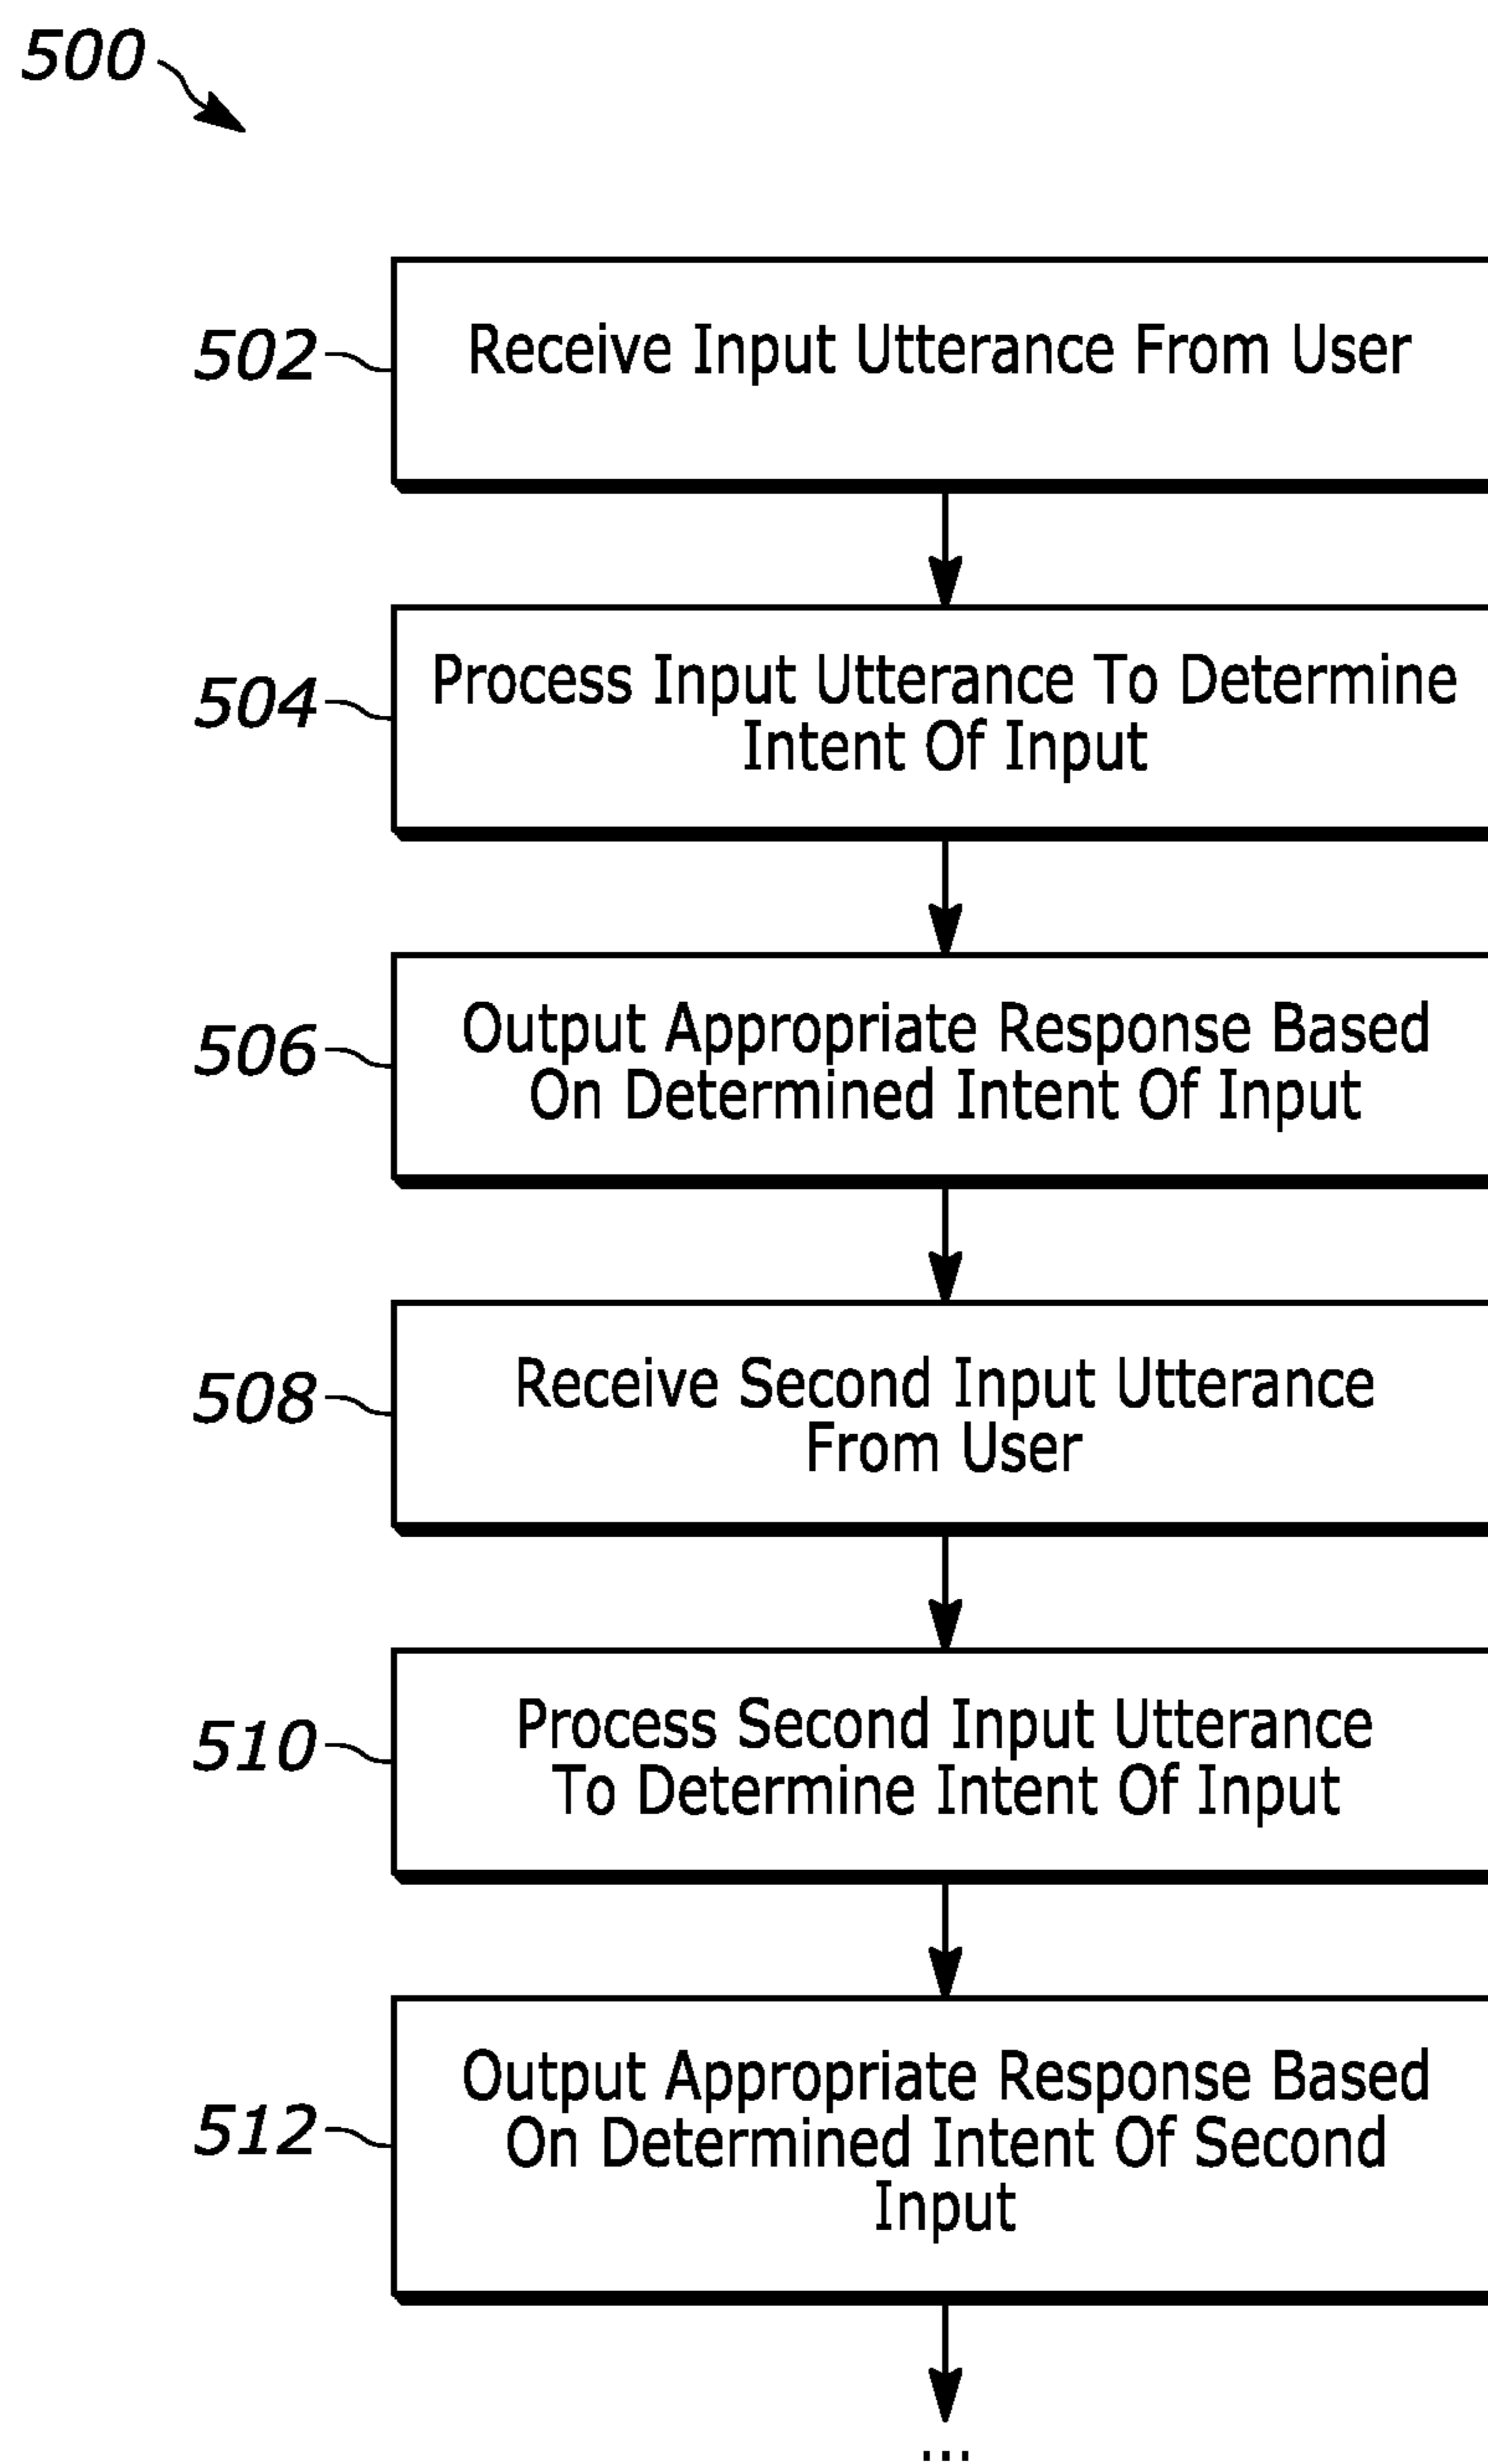 500
502
Receive Input Utterance From User
504
Process Input Utterance To Determine
Intent Of Input
506
Output Appropriate Response Based
On Determined Intent Of Input
508
Receive Second Input Utterance
From User
510
Process Second Input Utterance
To Determine Intent Of Input
512
Output Appropriate Response Based
On Determined Intent Of Second
Input
...